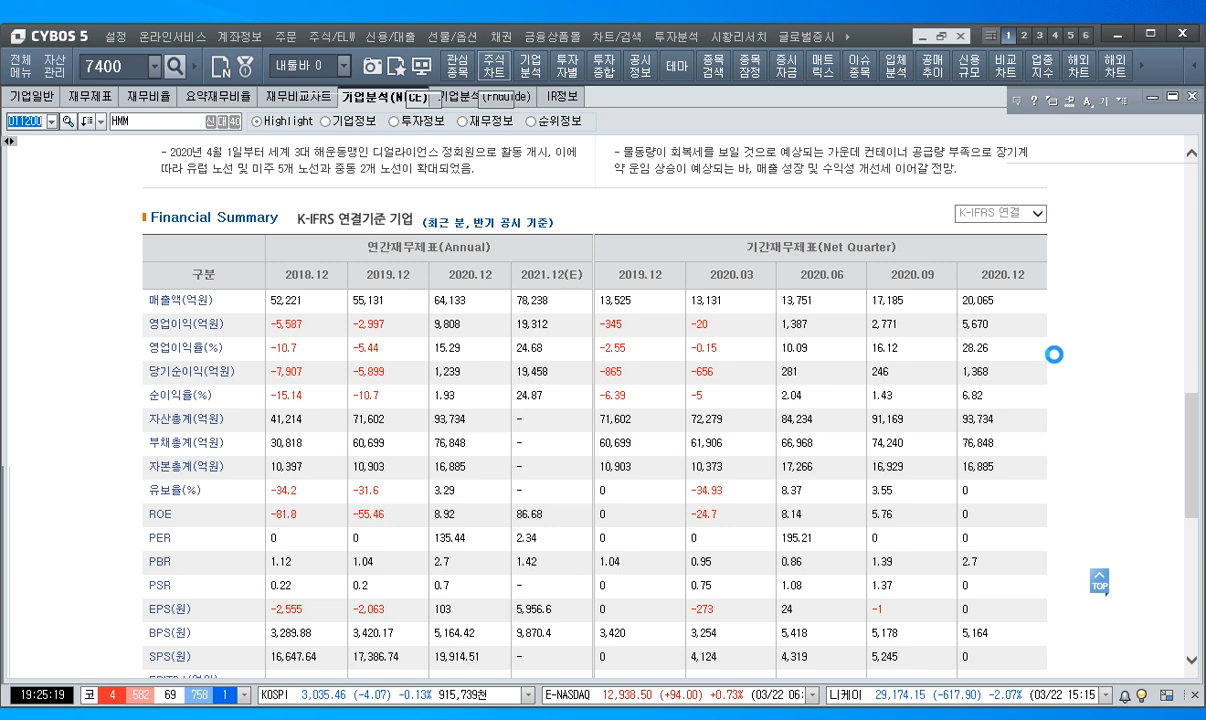 CYBOS 5 설정 온라인서비스 계좌정보 주문 주식/ELW 신용/대출 선물/옵션 채권 금융상품몰 차트/검색 투자분석 시황리서치 글로벌증시 1 2 3 4 5 6
전체메뉴 자산관리 7400 내툴바 0 관심종목 주식차트 기업분석 투자자별 투자종합 공시정보 테마 종목검색 종목잠정 증시자금 매트릭스 이슈종목 입체분석 공매추이 신용규모 비교차트 업종지수 해외차트 해외차트
기업일반 재무제표 재무비율 요약재무비율 재무비교차트 기업분석(NICE) 기업분석(FnGuide) IR정보
011200 HMM 신 대 40 Highlight 기업정보 투자정보 재무정보 순위정보
- 2020년 4월 1일부터 세계 3대 해운동맹인 디얼라이언스 정회원으로 활동 개시, 이에
따라 유럽 노선 및 미주 5개 노선과 중동 2개 노선이 확대되었음.
- 물동량이 회복세를 보일 것으로 예상되는 가운데 컨테이너 공급량 부족으로 장기계
약 운임 상승이 예상되는 바, 매출 성장 및 수익성 개선세 이어갈 전망.
Financial Summary K-IFRS 연결기준 기업 (최근 분, 반기 공시 기준) K-IFRS 연결
구분 연간재무제표(Annual) 기간재무제표(Net Quarter)
2018.12 2019.12 2020.12 2021.12(E) 2019.12 2020.03 2020.06 2020.09 2020.12
매출액(억원) 52,221 55,131 64,133 78,238 13,525 13,131 13,751 17,185 20,065
영업이익(억원) -5,587 -2,997 9,808 19,312 -345 -20 1,387 2,771 5,670
영업이익률(%) -10.7 -5.44 15.29 24.68 -2.55 -0.15 10.09 16.12 28.26
당기순이익(억원) -7,907 -5,899 1,239 19,458 -865 -656 281 246 1,368
순이익률(%) -15.14 -10.7 1.93 24.87 -6.39 -5 2.04 1.43 6.82
자산총계(억원) 41,214 71,602 93,734 - 71,602 72,279 84,234 91,169 93,734
부채총계(억원) 30,818 60,699 76,848 - 60,699 61,906 66,968 74,240 76,848
자본총계(억원) 10,397 10,903 16,885 - 10,903 10,373 17,266 16,929 16,885
유보율(%) -34.2 -31.6 3.29 - 0 -34.93 8.37 3.55 0
ROE -81.8 -55.46 8.92 86.68 0 -24.7 8.14 5.76 0
PER 0 0 135.44 2.34 0 0 195.21 0
PBR 1.12 1.04 2.7 1.42 1.04 0.95 0.86 1.39 2.7
PSR 0.22 0.2 0.7 - 0 0.75 1.08 1.37 0
EPS(원) -2,555 -2,063 103 5,956.6 0 -273 24 -1 0
BPS(원) 3,289.88 3,420.17 5,164.42 9,870.4 3,420 3,254 5,418 5,178 5,164
SPS(원) 16,647.64 17,386.74 19,914.51 - 0 4,124 4,319 5,245 0
TOP
19:25:19 코 4 582 69 758 1 KOSPI 3,035.46 (-4.07) -0.13% 915,739천 E-NASDAQ 12,938.50 (+94.00) +0.73% (03/22 06: 니케이 29,174.15 (-617.90) -2.07% (03/22 15:15